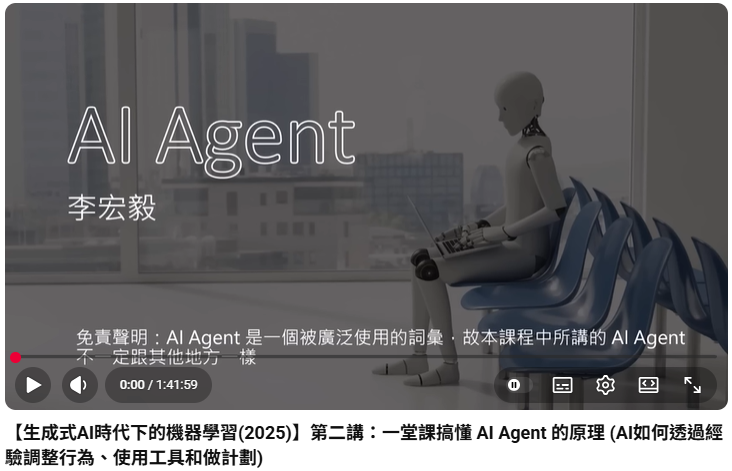 AI Agent
李宏毅
免責聲明：AI Agent 是一個被廣泛使用的詞彙，故本課程中所講的 AI Agent
不一定跟其他地方一樣
0:00 / 1:41:59
【生成式AI時代下的機器學習(2025)】第二講：一堂課搞懂 AI Agent 的原理 (AI如何透過經
驗調整行為、使用工具和做計劃)